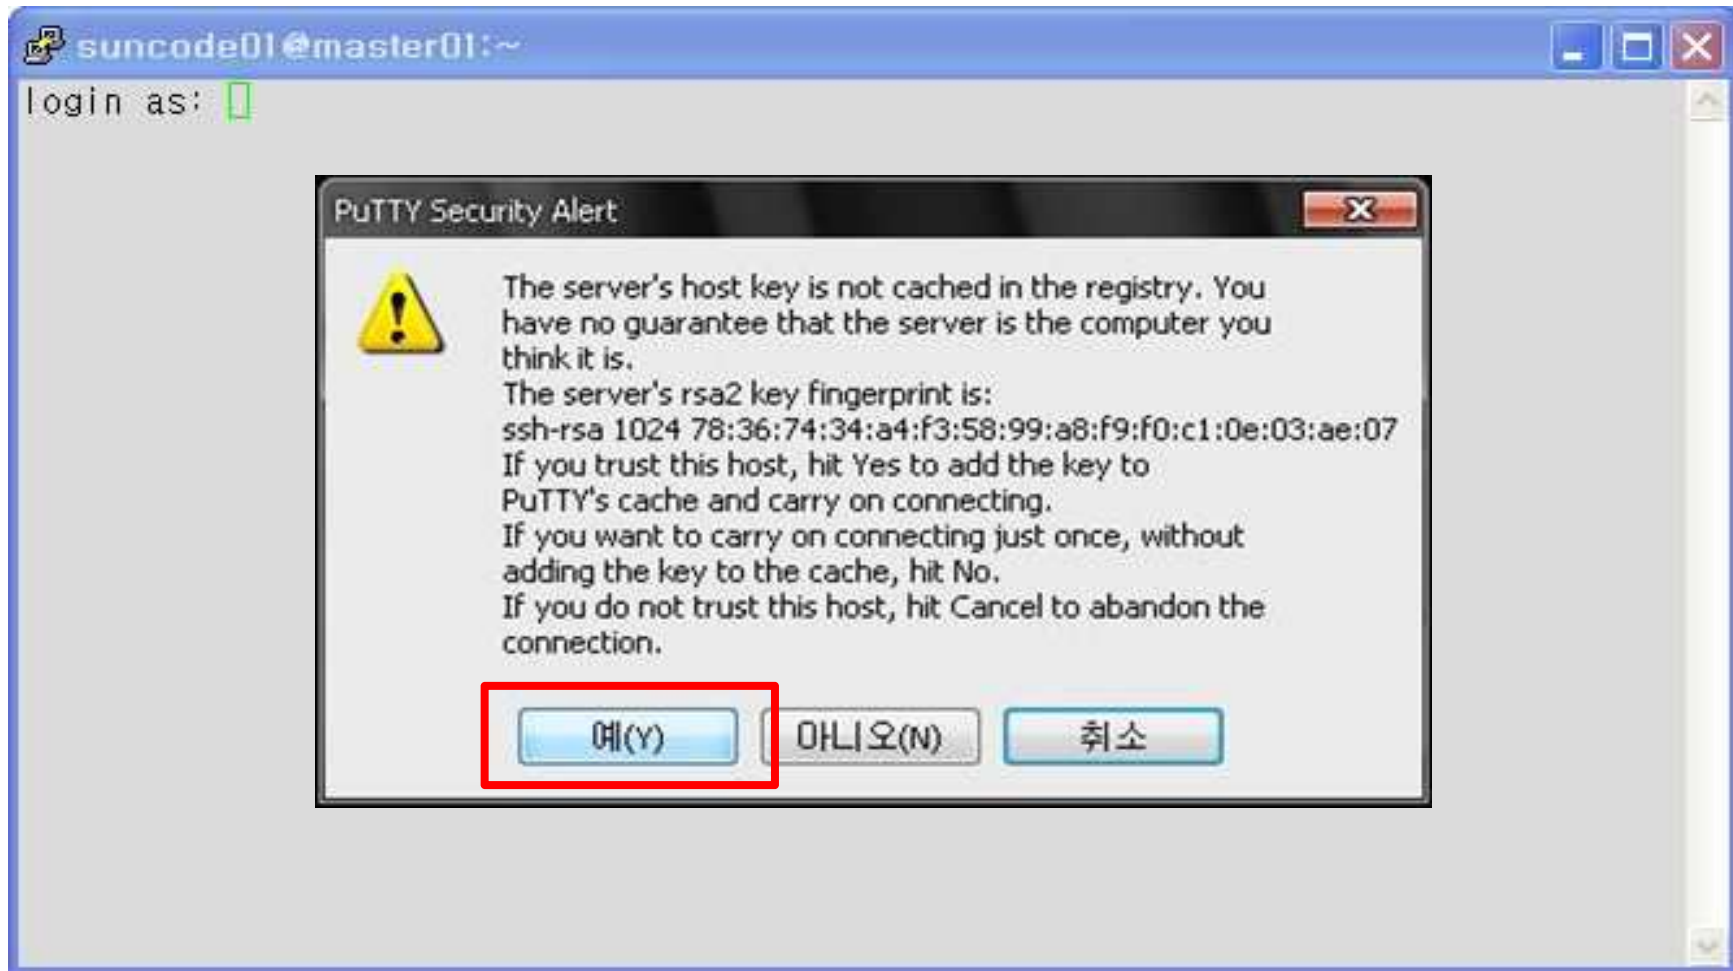 suncode01@master01:~
login as:
PuTTY Security Alert
The server's host key is not cached in the registry. You
have no guarantee that the server is the computer you
think it is.
The server's rsa2 key fingerprint is:
ssh-rsa 1024 78:36:74:34:a4:f3:58:99:a8:f9:f0:c1:0e:03:ae:07
If you trust this host, hit Yes to add the key to
PuTTY's cache and carry on connecting.
If you want to carry on connecting just once, without
adding the key to the cache, hit No.
If you do not trust this host, hit Cancel to abandon the
connection.
예(Y) 아니오(N) 취소